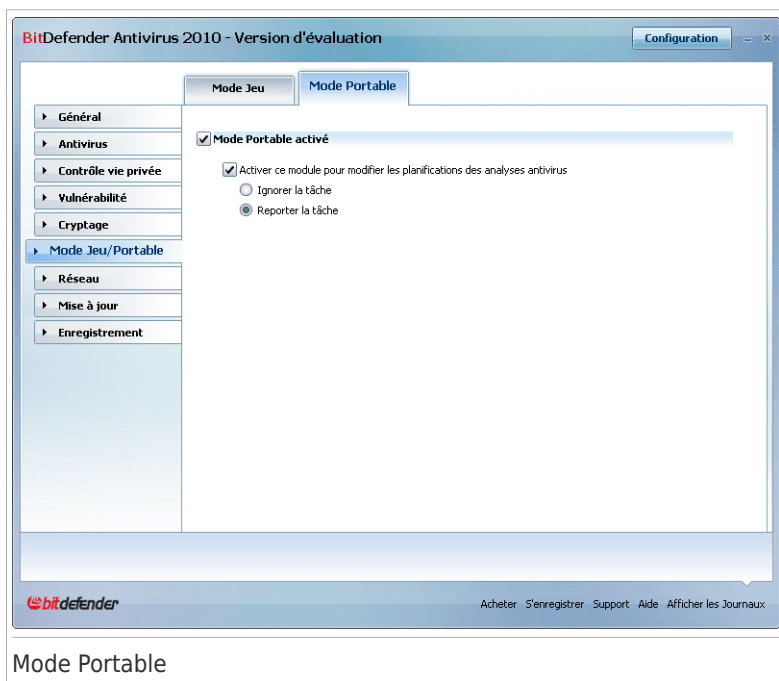 BitDefender Antivirus 2010 - Version d'évaluation
Configuration
Mode Jeu
Mode Portable
Général
Antivirus
Contrôle vie privée
Vulnérabilité
Cryptage
Mode Jeu/Portable
Réseau
Mise à jour
Enregistrement
Mode Portable activé
Activer ce module pour modifier les planifications des analyses antivirus
Ignorer la tâche
Reporter la tâche
bitdefender
Acheter S'enregistrer Support Aide Afficher les Journaux
Mode Portable